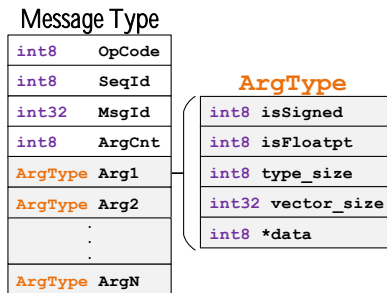 Message Type
int8 OpCode
int8 SeqId
int32 MsgId
int8 ArgCnt
ArgType Arg1
ArgType Arg2
.
.
.
ArgType ArgN
ArgType
int8 isSigned
int8 isFloatpt
int8 type_size
int32 vector_size
int8 *data